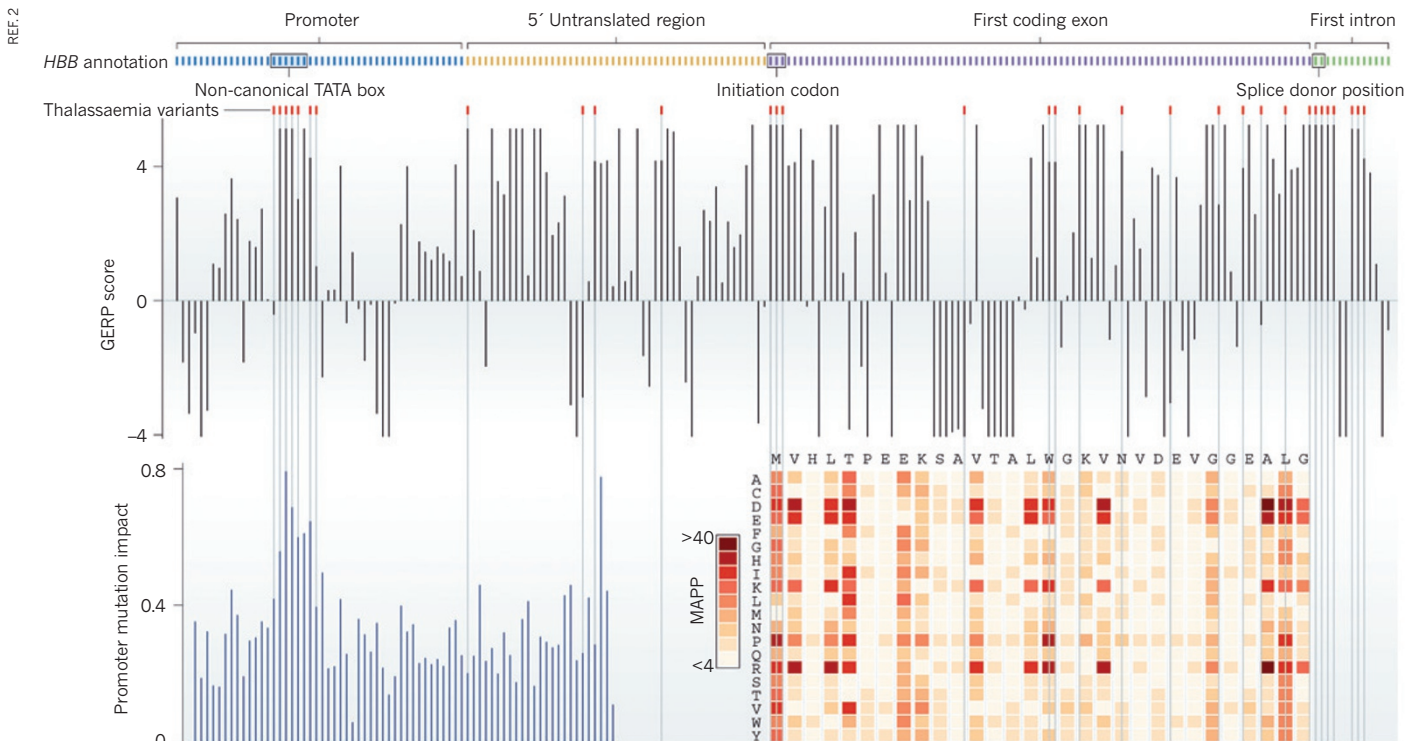 REF. 2
Promoter
5´ Untranslated region
First coding exon
First intron
HBB annotation
Non-canonical TATA box
Initiation codon
Splice donor position
Thalassaemia variants
GERP score
4
0
–4
M V H L T P E E K S A V T A L W G K V N V D E V G G E A L G
Promoter mutation impact
0.8
0.4
0
MAPP
>40
<4
A
C
D
E
F
G
H
I
K
L
M
N
P
Q
R
S
T
V
W
Y